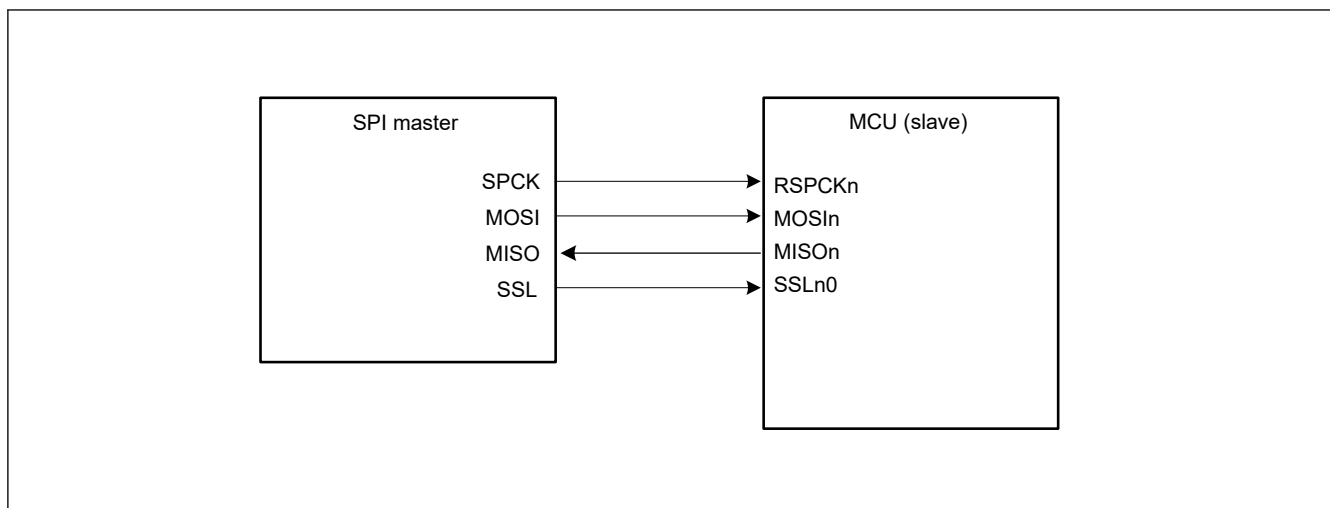 SPI master
SPCK
MOSI
MISO
SSL
MCU (slave)
RSPCKn
MOSIn
MISOn
SSLn0